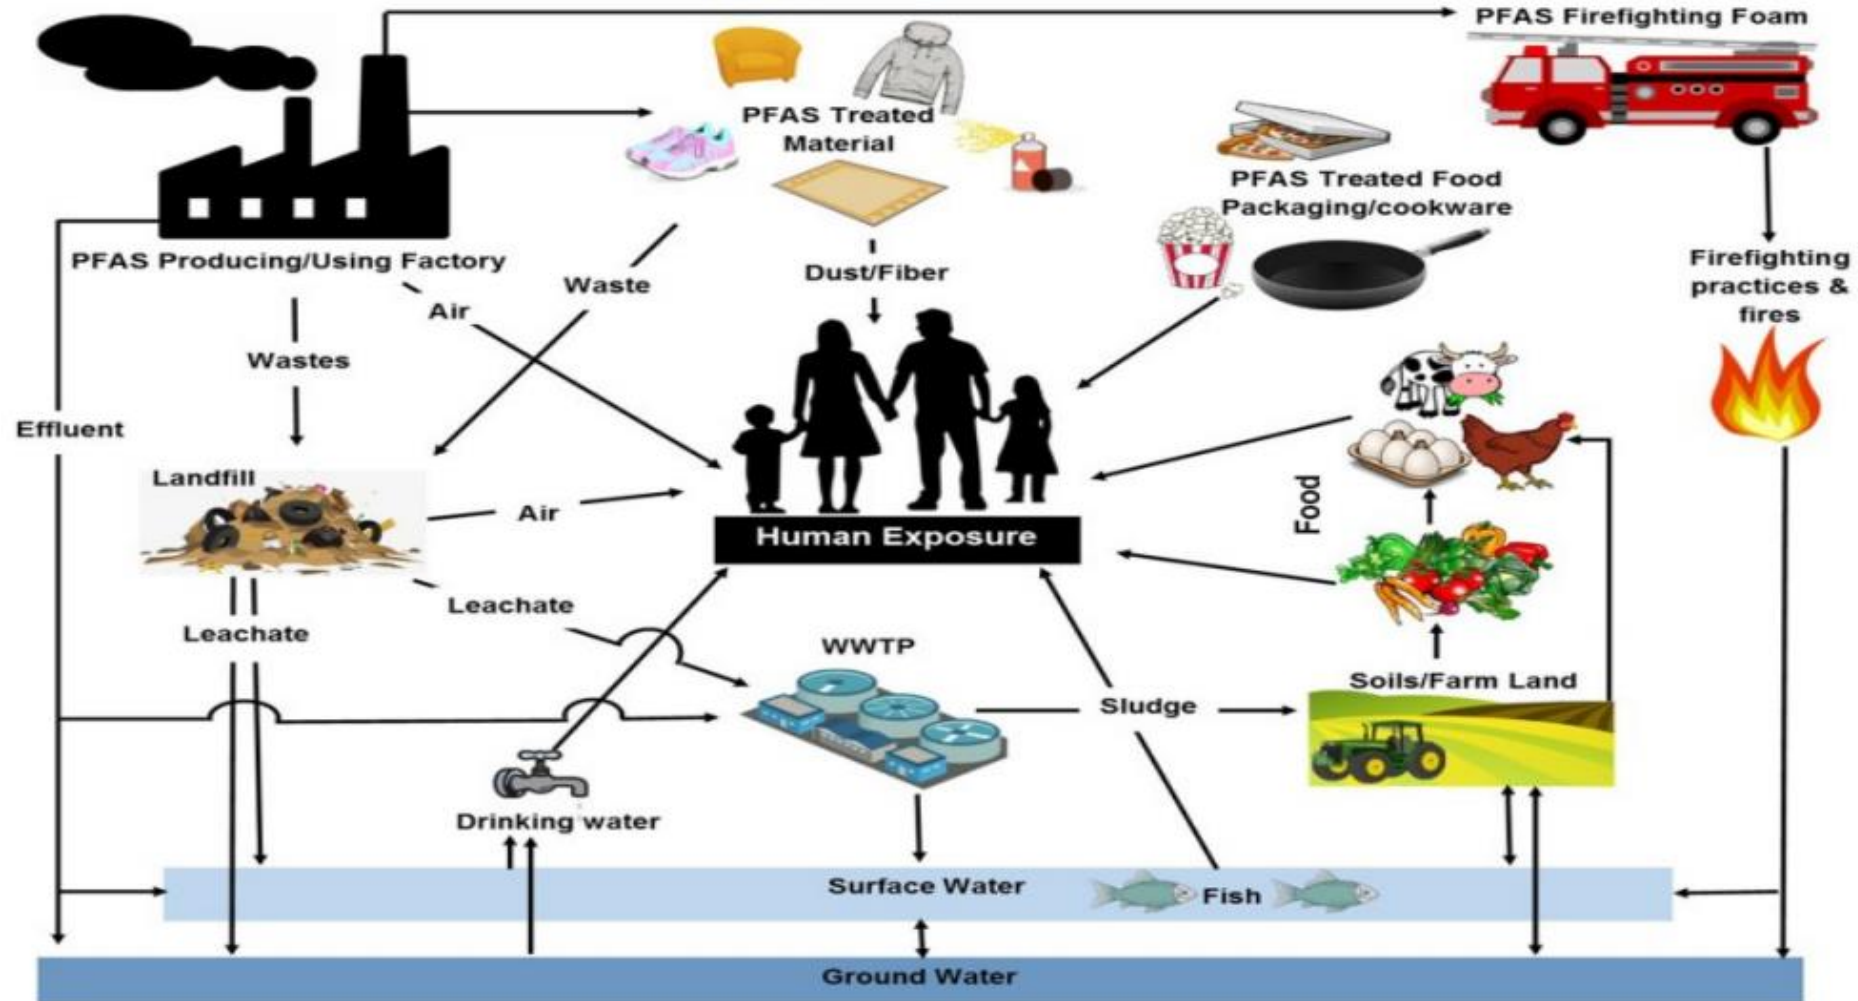 PFAS Firefighting Foam
PFAS Treated
Material
PFAS Treated Food
Packaging/cookware
PFAS Producing/Using Factory
Firefighting
practices &
fires
Waste
Dust/Fiber
Air
Wastes
Effluent
Landfill
Air
Food
Human Exposure
Leachate
Leachate
WWTP
Soils/Farm Land
Sludge
Drinking water
Surface Water
Fish
Ground Water